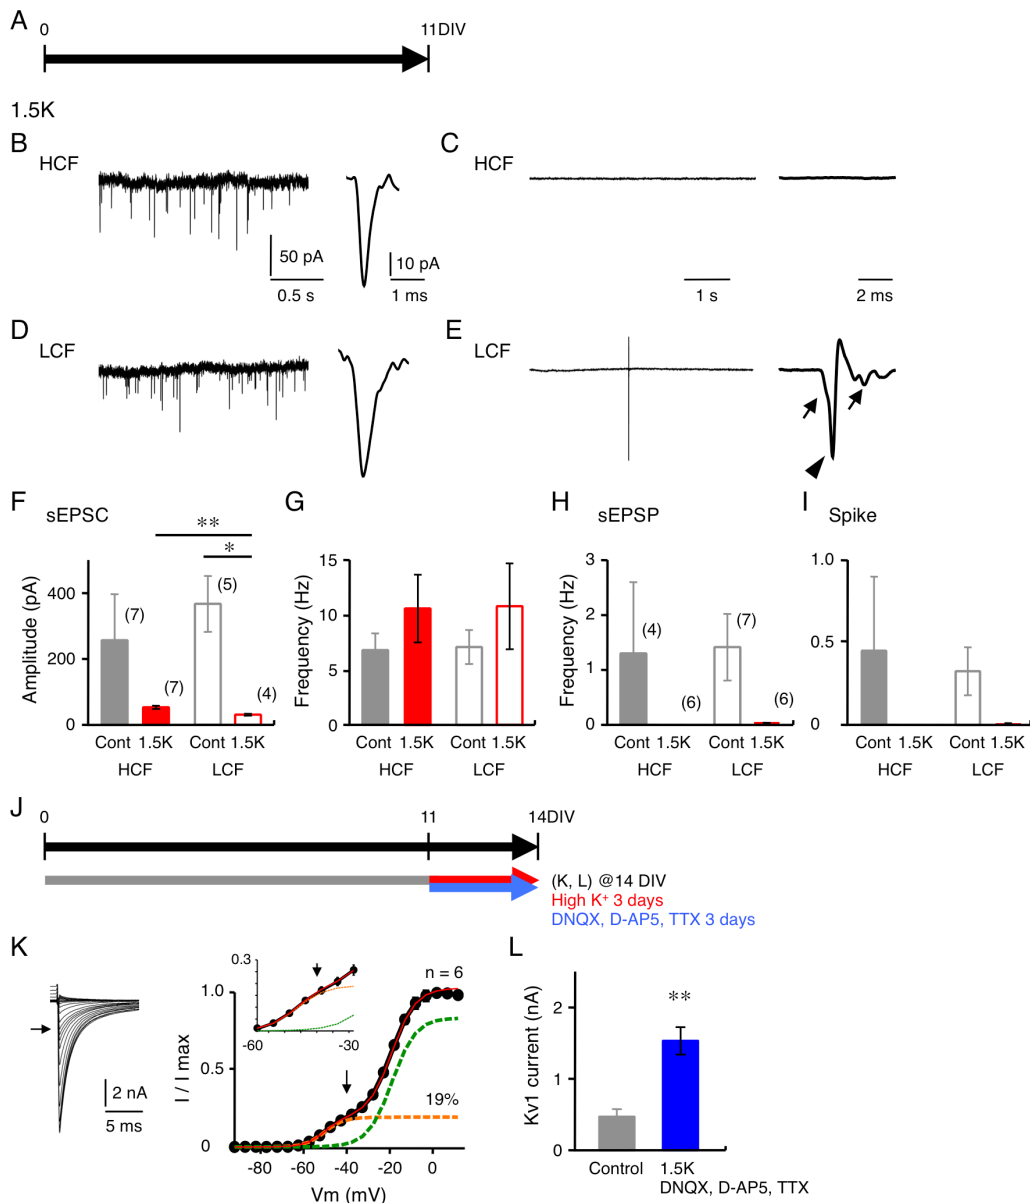 A
0
11DIV
1.5K
B
HCF
50 pA
0.5 s
10 pA
1 ms
C
HCF
1 s
2 ms
D
LCF
E
LCF
F
sEPSC
**
*
Amplitude (pA)
400
200
0
(7)
(7)
(5)
(4)
Cont 1.5K
Cont 1.5K
HCF
LCF
G
Frequency (Hz)
15
10
5
0
Cont 1.5K
Cont 1.5K
HCF
LCF
H
sEPSP
Frequency (Hz)
3
2
1
0
(4)
(6)
(7)
(6)
Cont 1.5K
Cont 1.5K
HCF
LCF
I
Spike
1.0
0.5
0
Cont 1.5K
Cont 1.5K
HCF
LCF
J
0
11
14DIV
(K, L) @14 DIV
High K⁺ 3 days
DNQX, D-AP5, TTX 3 days
K
2 nA
5 ms
0.3
-60
-30
n = 6
I / I max
1.0
0.5
0
19%
-80
-60
-40
-20
0
Vm (mV)
L
Kv1 current (nA)
2
1
0
**
Control
1.5K
DNQX, D-AP5, TTX